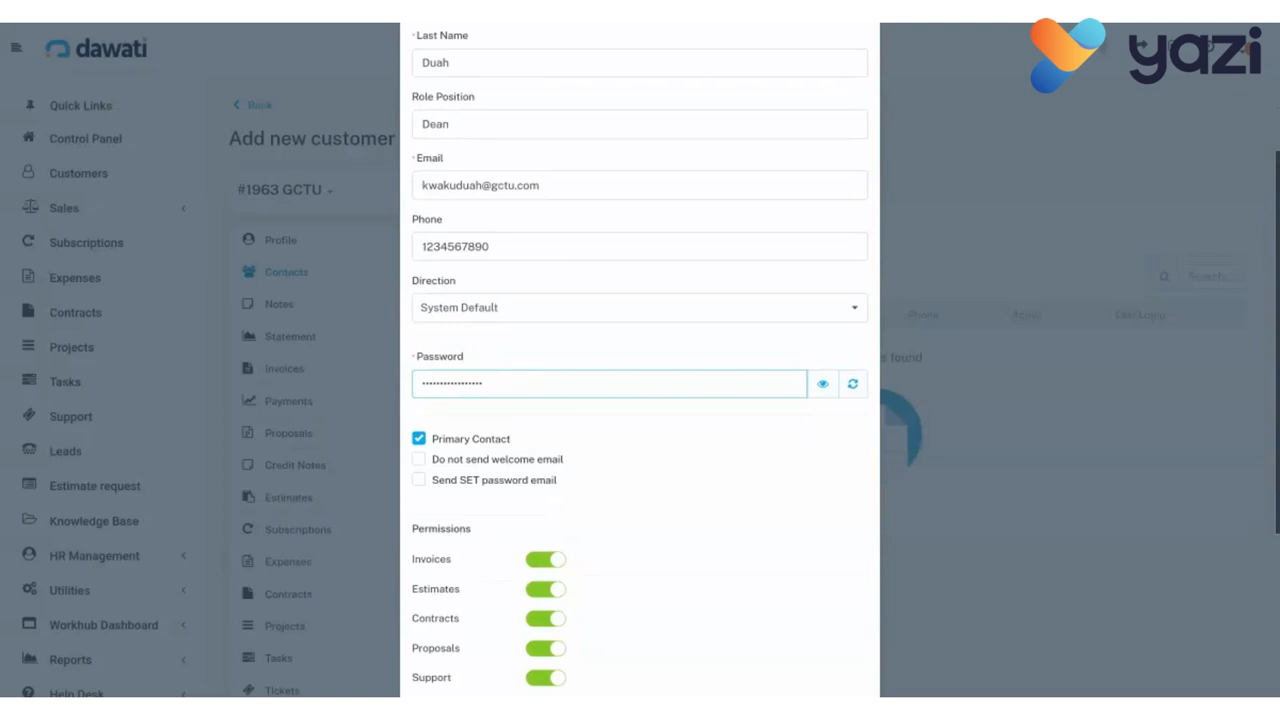 yazi
dawati
Quick Links
Control Panel
Customers
Sales
Subscriptions
Expenses
Contracts
Projects
Tasks
Support
Leads
Estimate request
Knowledge Base
HR Management
Utilities
Workhub Dashboard
Reports
Help Desk
Back
Add new customer
#1963 GCTU
Profile
Contacts
Notes
Statement
Invoices
Payments
Proposals
Credit Notes
Estimates
Subscriptions
Expenses
Contracts
Projects
Tasks
Tickets
* Last Name
Duah
Role Position
Dean
* Email
kwakuduah@gctu.com
Phone
1234567890
Direction
System Default
* Password
Primary Contact
Do not send welcome email
Send SET password email
Permissions
Invoices
Estimates
Contracts
Proposals
Support
Search...
Phone Active Last Login
s found